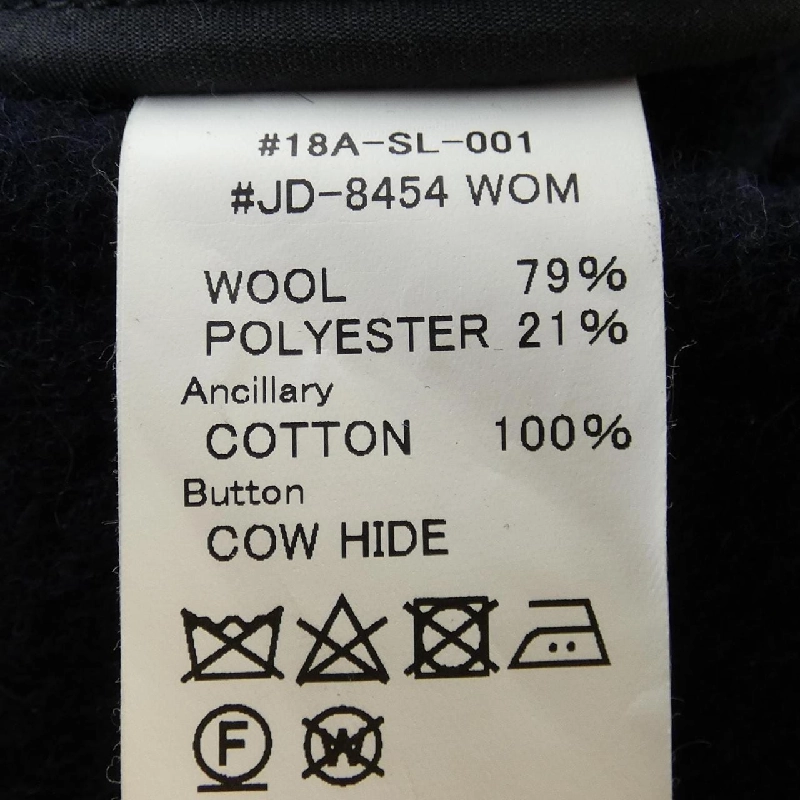 #18A-SL-001
#JD-8454 WOM
WOOL 79%
POLYESTER 21%
Ancillary
COTTON 100%
Button
COW HIDE
F W